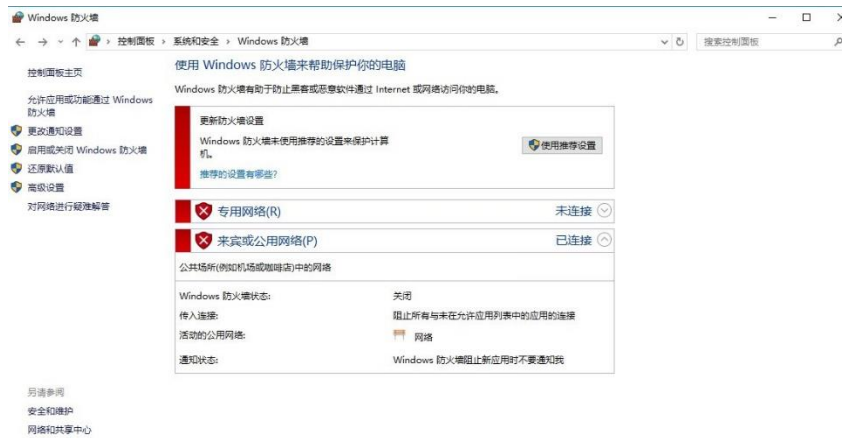 Windows 防火墙
控制面板 › 系统和安全 › Windows 防火墙
搜索控制面板
控制面板主页
允许应用或功能通过 Windows
防火墙
更改通知设置
启用或关闭 Windows 防火墙
还原默认值
高级设置
对网络进行疑难解答
使用 Windows 防火墙来帮助保护你的电脑
Windows 防火墙有助于防止黑客或恶意软件通过 Internet 或网络访问你的电脑。
更新防火墙设置
Windows 防火墙未使用推荐的设置来保护计算
机。
使用推荐设置
推荐的设置有哪些?
专用网络(R) 未连接
来宾或公用网络(P) 已连接
公共场所(例如机场或咖啡店)中的网络
Windows 防火墙状态: 关闭
传入连接: 阻止所有与未在允许应用列表中的应用的连接
活动的公用网络: 网络
通知状态: Windows 防火墙阻止新应用时不要通知我
另请参阅
安全和维护
网络和共享中心